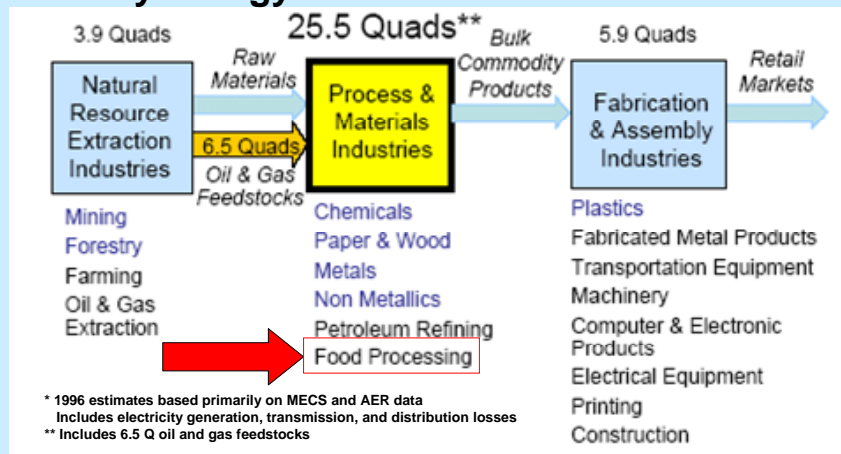 3.9 Quads
25.5 Quads**
5.9 Quads
Raw
Materials
Bulk
Commodity
Products
Retail
Markets
Natural
Resource
Extraction
Industries
6.5 Quads
Oil & Gas
Feedstocks
Process &
Materials
Industries
Fabrication
& Assembly
Industries
Mining
Forestry
Farming
Oil & Gas
Extraction
Chemicals
Paper & Wood
Metals
Non Metallics
Petroleum Refining
Food Processing
Plastics
Fabricated Metal Products
Transportation Equipment
Machinery
Computer & Electronic
Products
Electrical Equipment
Printing
Construction
* 1996 estimates based primarily on MECS and AER data
Includes electricity generation, transmission, and distribution losses
** Includes 6.5 Q oil and gas feedstocks